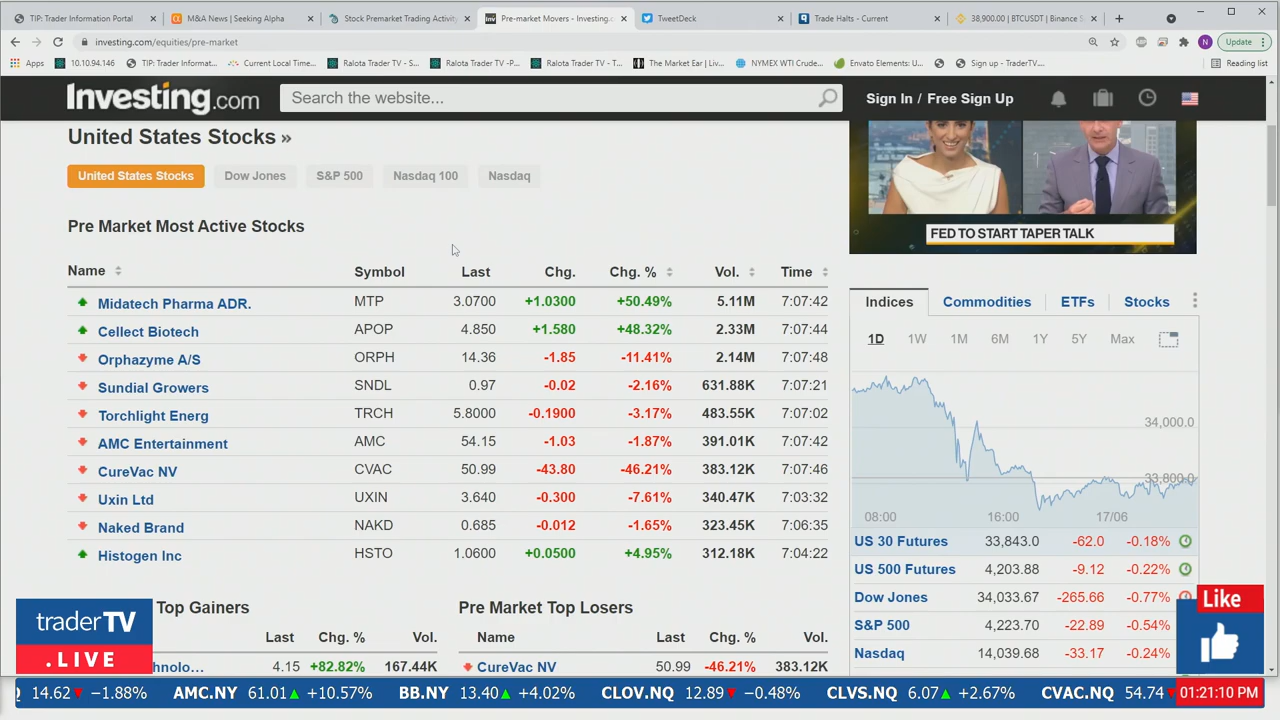 TIP: Trader Information Portal
M&A News | Seeking Alpha
Stock Premarket Trading Activity
Pre-market Movers - Investing.c
TweetDeck
Trade Halts - Current
38,900.00 | BTCUSDT | Binance S
investing.com/equities/pre-market
N
Update
Apps
10.10.94.146
TIP: Trader Informat...
Current Local Time...
Ralota Trader TV - S...
Ralota Trader TV -P...
Ralota Trader TV - T...
The Market Ear | Liv...
NYMEX WTI Crude...
Envato Elements: U...
Sign up - TraderTV....
Reading list
Investing.com
Search the website...
Sign In / Free Sign Up
United States Stocks »
United States Stocks
Dow Jones
S&P 500
Nasdaq 100
Nasdaq
FED TO START TAPER TALK
Pre Market Most Active Stocks
Name Symbol Last Chg. Chg. % Vol. Time
Midatech Pharma ADR. MTP 3.0700 +1.0300 +50.49% 5.11M 7:07:42
Cellect Biotech APOP 4.850 +1.580 +48.32% 2.33M 7:07:44
Orphazyme A/S ORPH 14.36 -1.85 -11.41% 2.14M 7:07:48
Sundial Growers SNDL 0.97 -0.02 -2.16% 631.88K 7:07:21
Torchlight Energ TRCH 5.8000 -0.1900 -3.17% 483.55K 7:07:02
AMC Entertainment AMC 54.15 -1.03 -1.87% 391.01K 7:07:42
CureVac NV CVAC 50.99 -43.80 -46.21% 383.12K 7:07:46
Uxin Ltd UXIN 3.640 -0.300 -7.61% 340.47K 7:03:32
Naked Brand NAKD 0.685 -0.012 -1.65% 323.45K 7:06:35
Histogen Inc HSTO 1.0600 +0.0500 +4.95% 312.18K 7:04:22
Indices Commodities ETFs Stocks
1D 1W 1M 6M 1Y 5Y Max
34,000.0
33,800.0
08:00 16:00 17/06
US 30 Futures 33,843.0 -62.0 -0.18%
US 500 Futures 4,203.88 -9.12 -0.22%
Dow Jones 34,033.67 -265.66 -0.77%
S&P 500 4,223.70 -22.89 -0.54%
Nasdaq 14,039.68 -33.17 -0.24%
Top Gainers
Last Chg. % Vol.
hnolo... 4.15 +82.82% 167.44K
Pre Market Top Losers
Name Last Chg. % Vol.
CureVac NV 50.99 -46.21% 383.12K
traderTV
.LIVE
Like
14.62 −1.88% AMC.NY 61.01 +10.57% BB.NY 13.40 +4.02% CLOV.NQ 12.89 −0.48% CLVS.NQ 6.07 +2.67% CVAC.NQ 54.74
01:21:10 PM